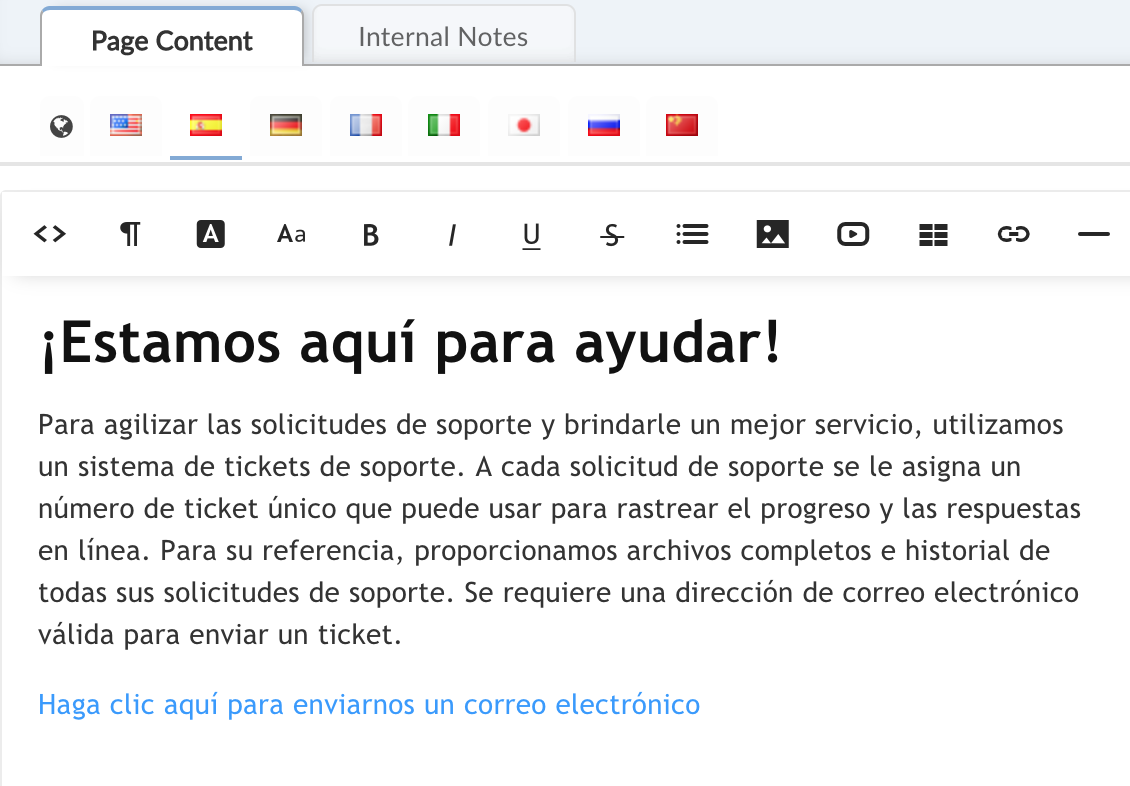 Page Content
Internal Notes
<> ¶ A Aa B I U S
¡Estamos aquí para ayudar!
Para agilizar las solicitudes de soporte y brindarle un mejor servicio, utilizamos
un sistema de tickets de soporte. A cada solicitud de soporte se le asigna un
número de ticket único que puede usar para rastrear el progreso y las respuestas
en línea. Para su referencia, proporcionamos archivos completos e historial de
todas sus solicitudes de soporte. Se requiere una dirección de correo electrónico
válida para enviar un ticket.
Haga clic aquí para enviarnos un correo electrónico